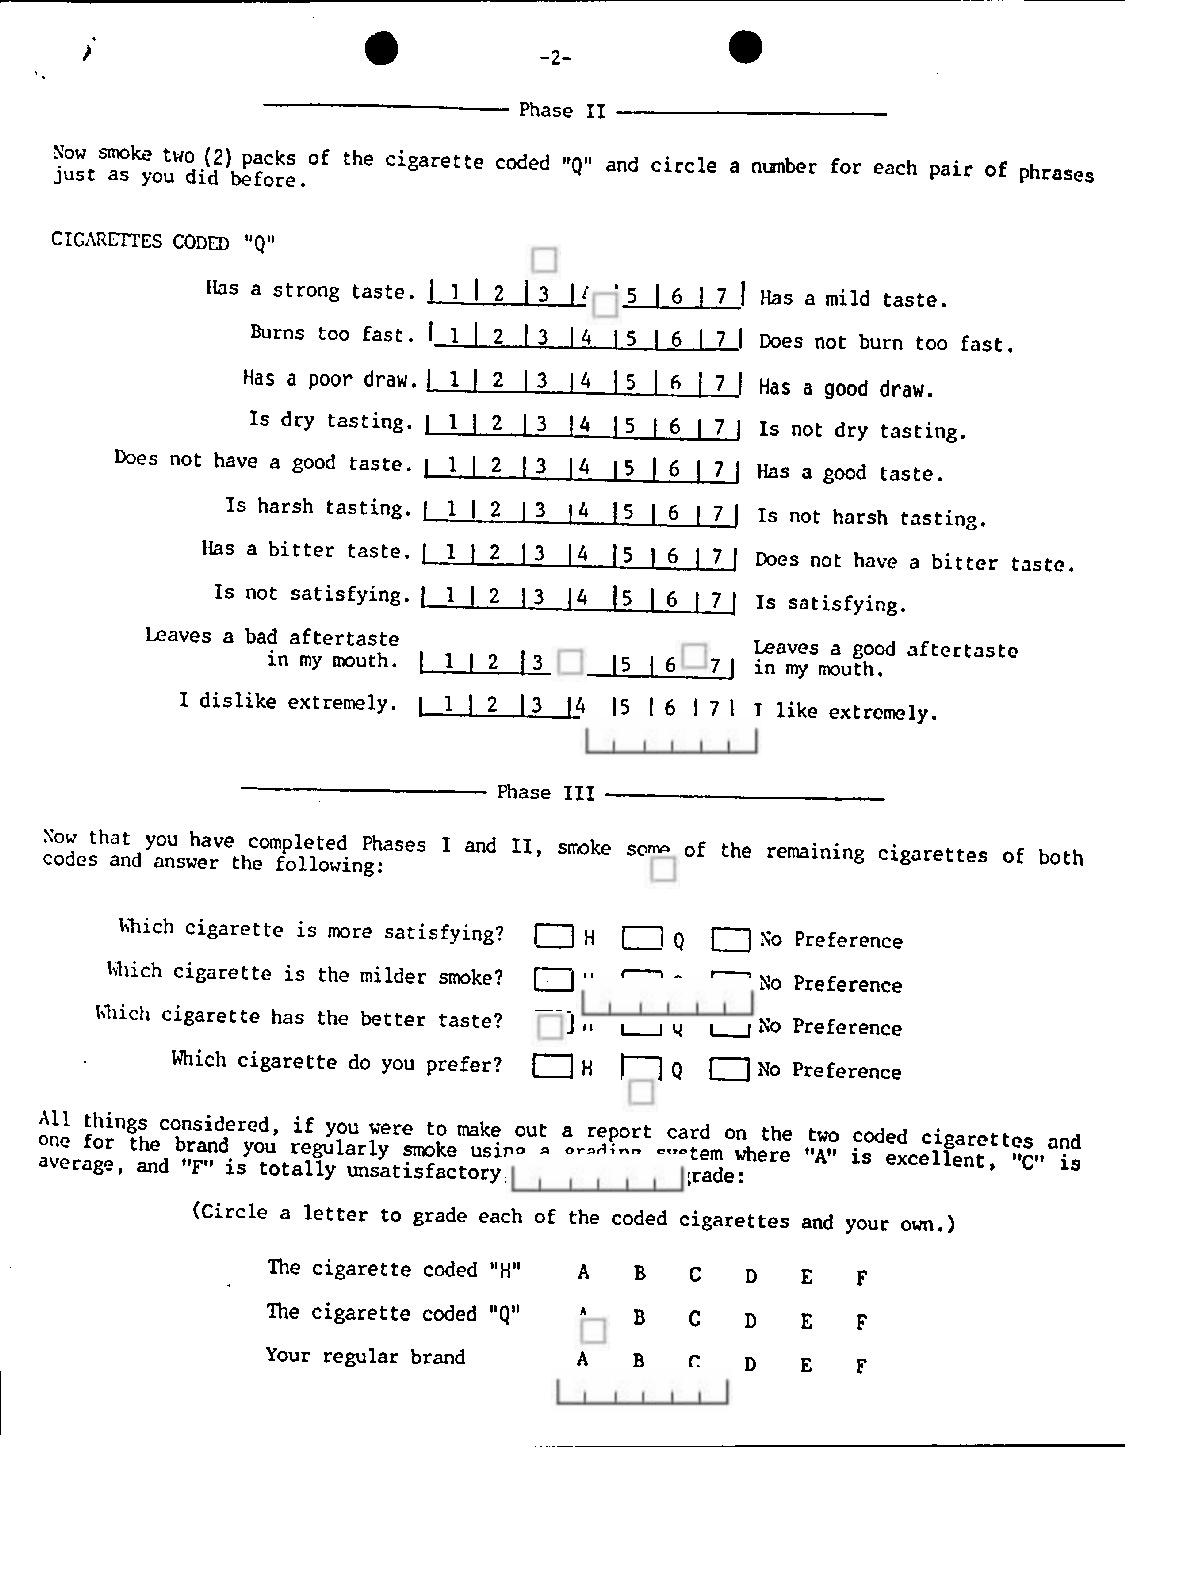 -2-
Phase II
Now smoke two (2) packs of the cigarette coded "Q" and circle a number for each pair of phrases
just as you did before.
CIGARETTES CODED "Q"
Has a strong taste. | 1 | 2 | 3 | 5 | 6 | 7 | Has a mild taste.
Burns too fast. | 1 | 2 | 3 | 4 | 5 | 6 | 7 | Does not burn too fast.
Has a poor draw. | 1 | 2 | 3 | 4 | 5 | 6 | 7 | Has a good draw.
Is dry tasting. | 1 | 2 | 3 | 4 | 5 | 6 | 7 | Is not dry tasting.
Does not have a good taste. | 1 | 2 | 3 | 4 | 5 | 6 | 7 | Has a good taste.
Is harsh tasting. | 1 | 2 | 3 | 4 | 5 | 6 | 7 | Is not harsh tasting.
Has a bitter taste. | 1 | 2 | 3 | 4 | 5 | 6 | 7 | Does not have a bitter taste.
Is not satisfying. | 1 | 2 | 3 | 4 | 5 | 6 | 7 | Is satisfying.
Leaves a bad aftertaste Leaves a good aftertaste
in my mouth. | 1 | 2 | 3 | 5 | 6 7 | in my mouth.
I dislike extremely. | 1 | 2 | 3 | 4 | 5 | 6 | 7 | I like extremely.
Phase III
Now that you have completed Phases I and II, smoke some of the remaining cigarettes of both
codes and answer the following:
Which cigarette is more satisfying? H Q No Preference
Which cigarette is the milder smoke? No Preference
Which cigarette has the better taste? Q No Preference
Which cigarette do you prefer? H Q No Preference
All things considered, if you were to make out a report card on the two coded cigarettes and
one for the brand you regularly smoke using a grading system where "A" is excellent, "C" is
average, and "F" is totally unsatisfactory grade:
(Circle a letter to grade each of the coded cigarettes and your own.)
The cigarette coded "H" A B C D E F
The cigarette coded "Q" A B C D E F
Your regular brand A B C D E F